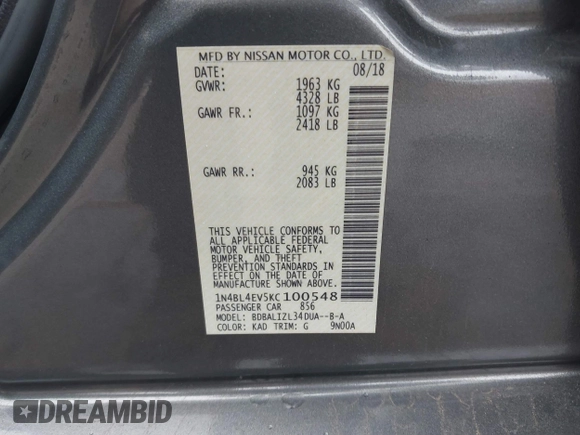 MFD BY NISSAN MOTOR CO., LTD.
DATE: 08/18
GVWR: 1963 KG
4328 LB
GAWR FR.: 1097 KG
2418 LB
GAWR RR.: 945 KG
2083 LB
THIS VEHICLE CONFORMS TO
ALL APPLICABLE FEDERAL
MOTOR VEHICLE SAFETY,
BUMPER, AND THEFT
PREVENTION STANDARDS IN
EFFECT ON THE DATE OF
MANUFACTURE SHOWN ABOVE.
1N4BL4EV5KC100548
PASSENGER CAR 856
MODEL: BDBALIZL34DUA--B-A
COLOR: KAD TRIM: G 9N00A
DREAMBID